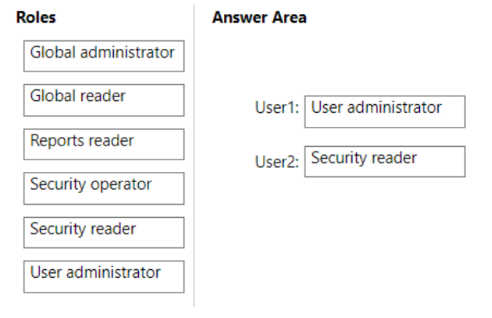 Roles
Global administrator
Global reader
Reports reader
Security operator
Security reader
User administrator
Answer Area
User1: User administrator
User2: Security reader